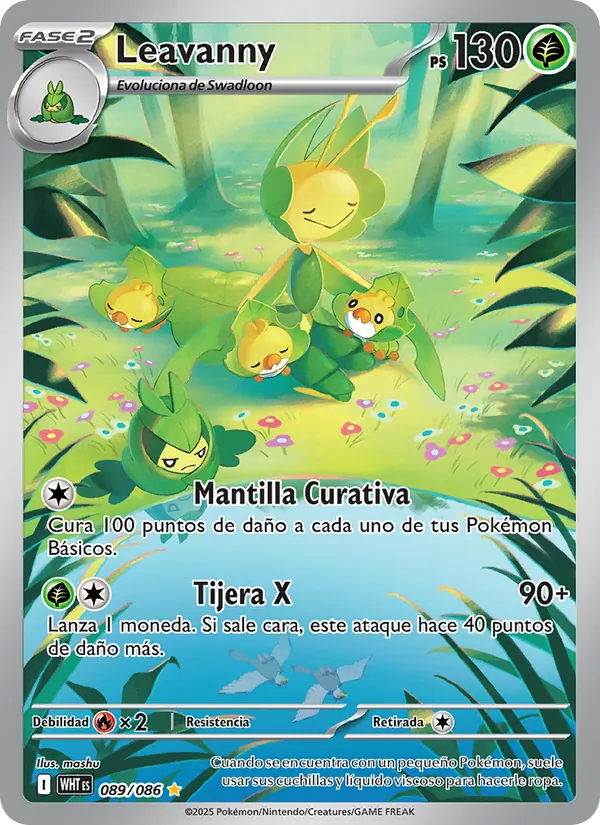 FASE 2
Leavanny
PS 130
Evoluciona de Swadloon
Mantilla Curativa
Cura 100 puntos de daño a cada uno de tus Pokémon
Básicos.
Tijera X 90+
Lanza 1 moneda. Si sale cara, este ataque hace 40 puntos
de daño más.
Debilidad ×2 Resistencia Retirada
Ilus. mashu
I WHT ES 089/086
Cuando se encuentra con un pequeño Pokémon, suele
usar sus cuchillas y líquido viscoso para hacerle ropa.
©2025 Pokémon/Nintendo/Creatures/GAME FREAK